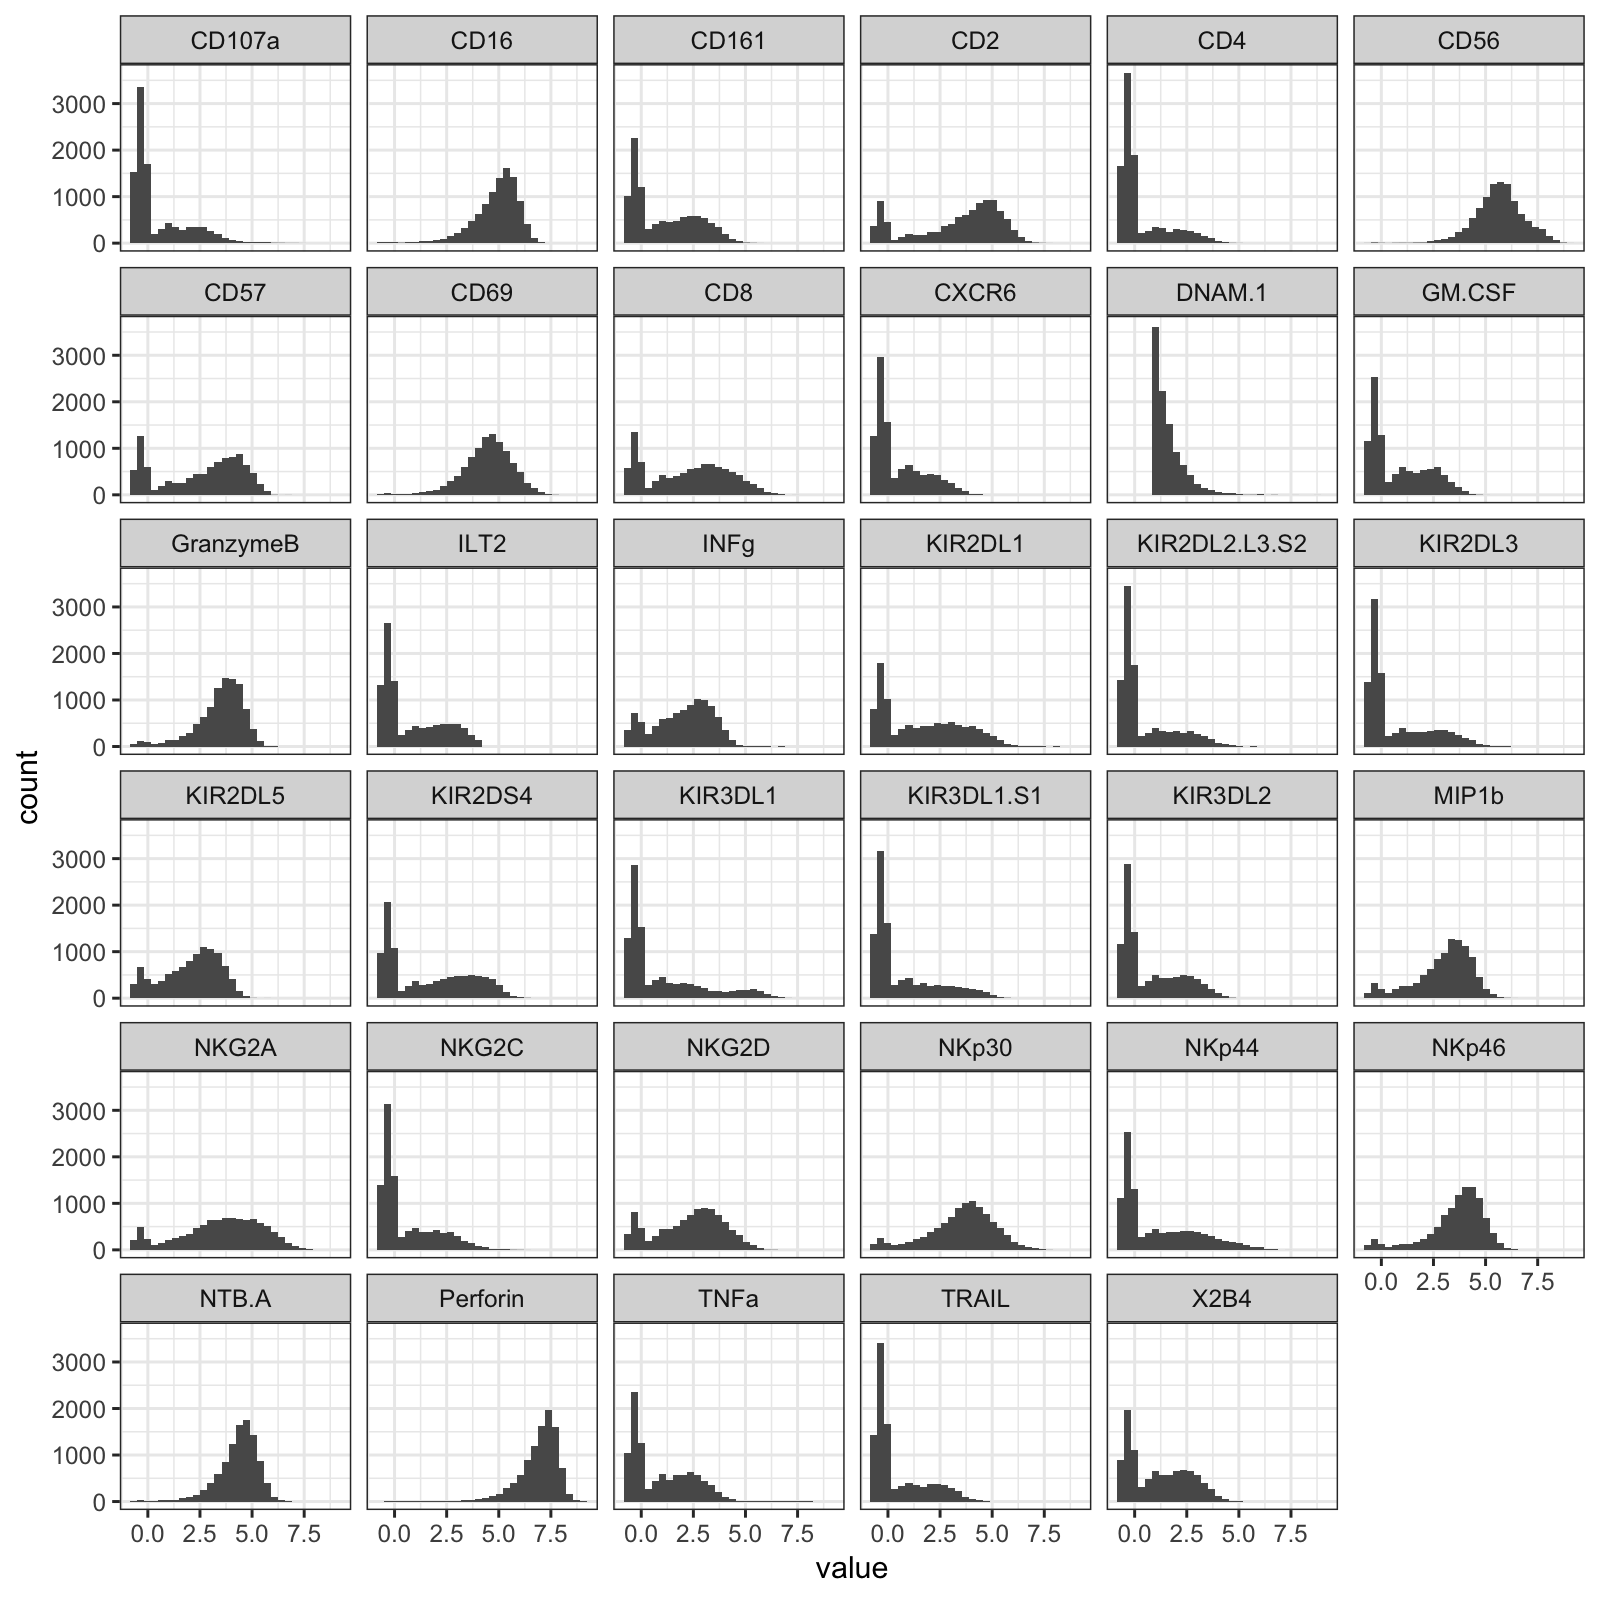 CD107a CD16 CD161 CD2 CD4 CD56
3000
2000
1000
0
CD57 CD69 CD8 CXCR6 DNAM.1 GM.CSF
3000
2000
1000
0
GranzymeB ILT2 INFg KIR2DL1 KIR2DL2.L3.S2 KIR2DL3
3000
2000
1000
0
count
KIR2DL5 KIR2DS4 KIR3DL1 KIR3DL1.S1 KIR3DL2 MIP1b
3000
2000
1000
0
NKG2A NKG2C NKG2D NKp30 NKp44 NKp46
3000
2000
1000
0
0.0 2.5 5.0 7.5
NTB.A Perforin TNFa TRAIL X2B4
3000
2000
1000
0
0.0 2.5 5.0 7.5 0.0 2.5 5.0 7.5 0.0 2.5 5.0 7.5 0.0 2.5 5.0 7.5 0.0 2.5 5.0 7.5
value